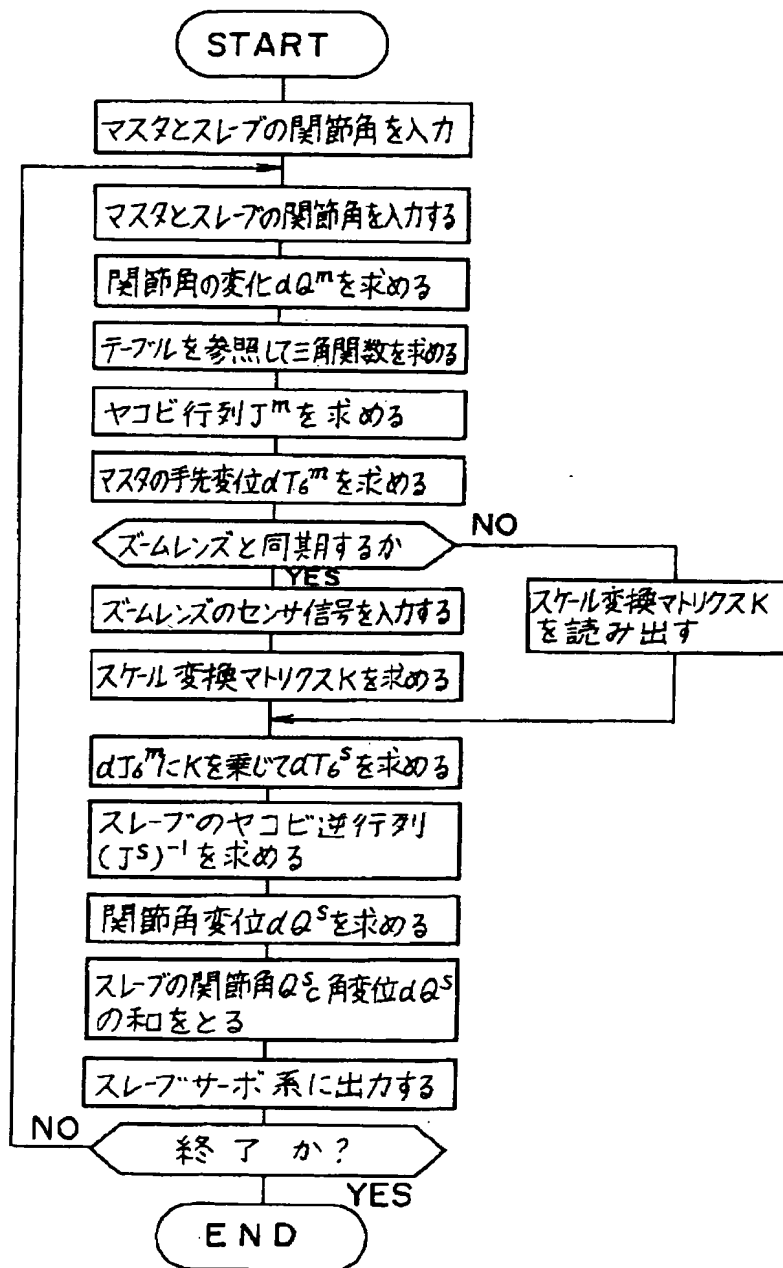 START
マスタとスレーブの関節角を入力
マスタとスレーブの関節角を入力する
関節角の変化dQᵐを求める
テーブルを参照して三角関数を求める
ヤコビ行列Jᵐを求める
マスタの手先変位dT₆ᵐを求める
ズームレンズと同期するか
NO
YES
ズームレンズのセンサ信号を入力する
スケール変換マトリクスK
を読み出す
スケール変換マトリクスKを求める
dJ₆ᵐにKを乗じてdT₆ˢを求める
スレーブのヤコビ逆行列
(Jˢ)⁻¹を求める
関節角変位dQˢを求める
スレーブの関節角Qˢと角変位dQˢ
の和をとる
スレーブサーボ系に出力する
NO
終了か?
YES
END